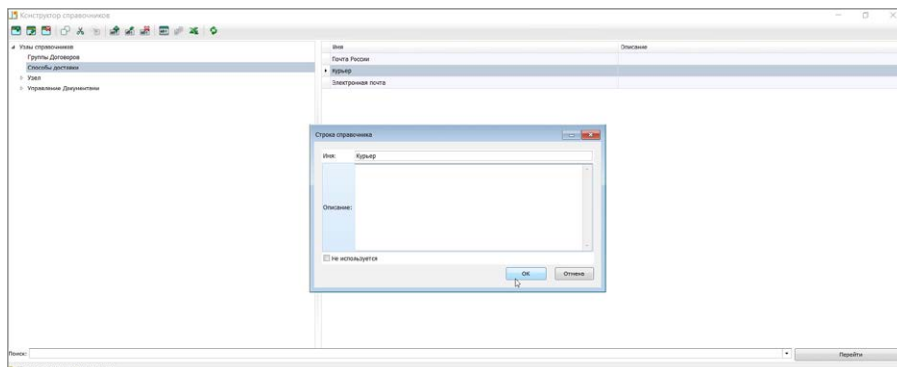 Конструктор справочников
Узлы справочников
Группы Договоров
Способы доставки
Узел
Управление Документами
Имя Описание
Почта России
Курьер
Электронная почта
Строка справочника
Имя: Курьер
Описание:
Не используется
ОК Отмена
Поиск: Перейти